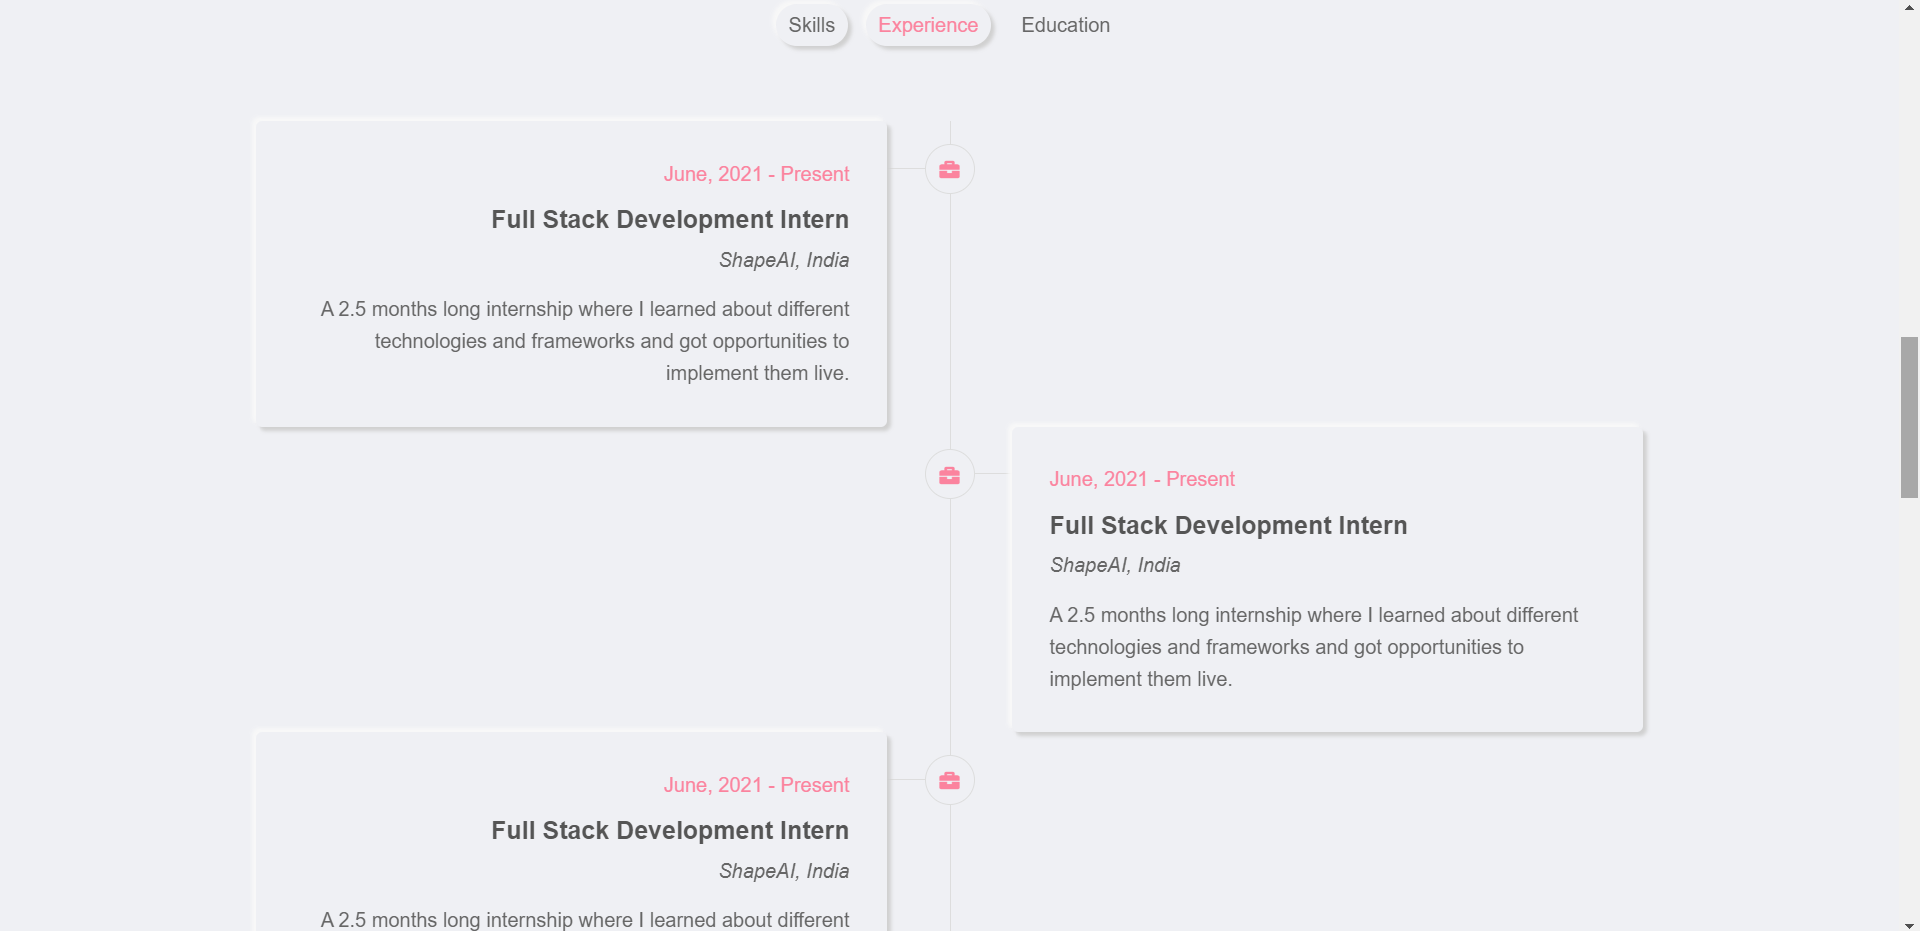 Skills
Experience
Education
June, 2021 - Present
Full Stack Development Intern
ShapeAI, India
A 2.5 months long internship where I learned about different
technologies and frameworks and got opportunities to
implement them live.
June, 2021 - Present
Full Stack Development Intern
ShapeAI, India
A 2.5 months long internship where I learned about different
technologies and frameworks and got opportunities to
implement them live.
June, 2021 - Present
Full Stack Development Intern
ShapeAI, India
A 2.5 months long internship where I learned about different